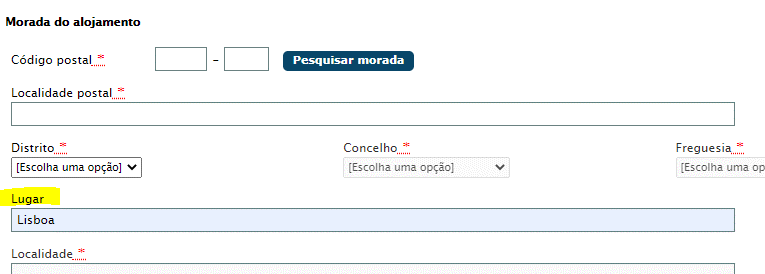 Morada do alojamento
Código postal * - Pesquisar morada
Localidade postal *
Distrito * Concelho * Freguesia *
[Escolha uma opção] [Escolha uma opção] [Escolha uma op
Lugar
Lisboa
Localidade *